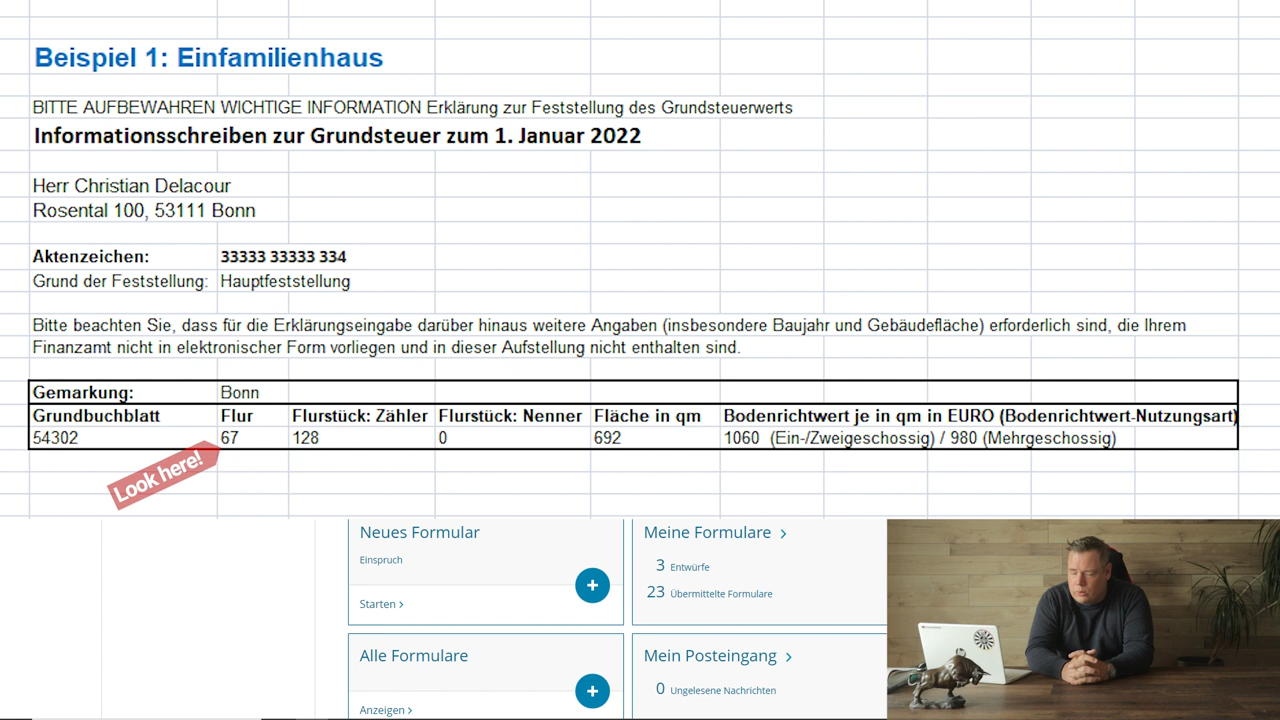 Beispiel 1: Einfamilienhaus
BITTE AUFBEWAHREN WICHTIGE INFORMATION Erklärung zur Feststellung des Grundsteuerwerts
Informationsschreiben zur Grundsteuer zum 1. Januar 2022
Herr Christian Delacour
Rosental 100, 53111 Bonn
Aktenzeichen: 33333 33333 334
Grund der Feststellung: Hauptfeststellung
Bitte beachten Sie, dass für die Erklärungseingabe darüber hinaus weitere Angaben (insbesondere Baujahr und Gebäudefläche) erforderlich sind, die Ihrem
Finanzamt nicht in elektronischer Form vorliegen und in dieser Aufstellung nicht enthalten sind.
Gemarkung: Bonn
Grundbuchblatt Flur Flurstück: Zähler Flurstück: Nenner Fläche in qm Bodenrichtwert je in qm in EURO (Bodenrichtwert-Nutzungsart)
54302 67 128 0 692 1060 (Ein-/Zweigeschossig) / 980 (Mehrgeschossig)
Look here!
Neues Formular
Einspruch
Starten >
Meine Formulare >
3 Entwürfe
23 Übermittelte Formulare
Alle Formulare
Anzeigen >
Mein Posteingang >
0 Ungelesene Nachrichten